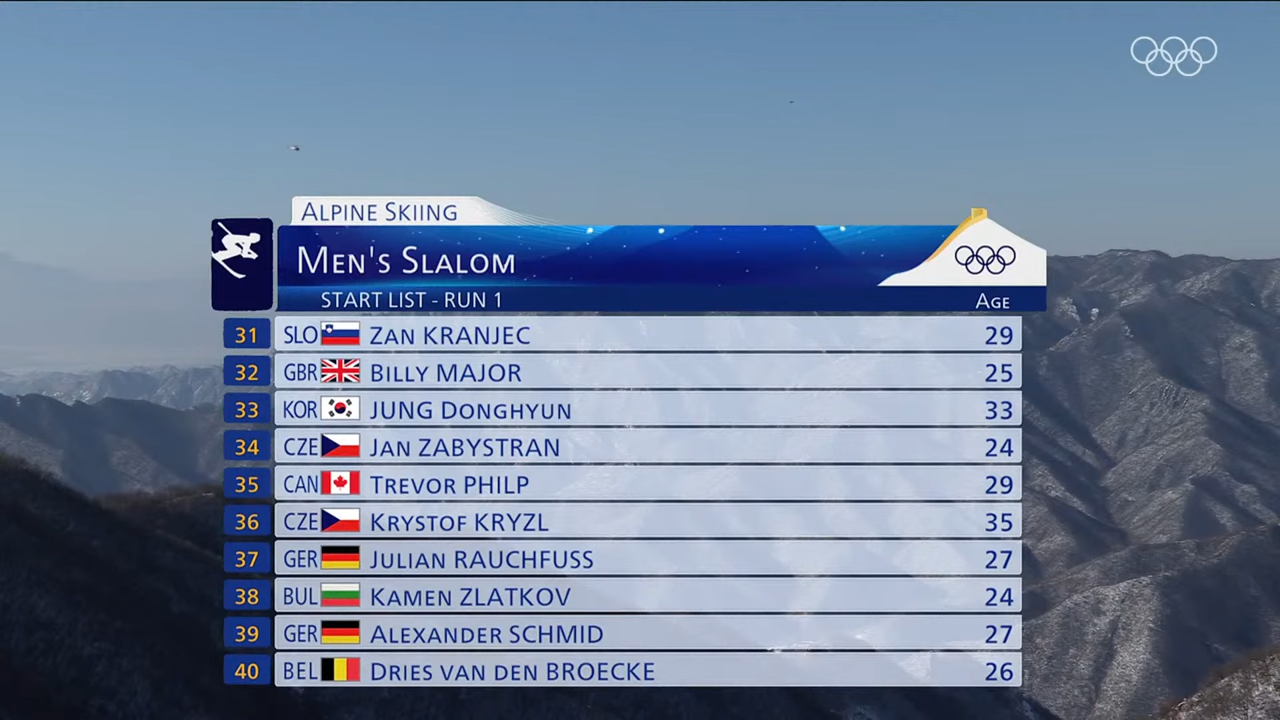 ALPINE SKIING
MEN'S SLALOM
START LIST - RUN 1 AGE
31 SLO ZAN KRANJEC 29
32 GBR BILLY MAJOR 25
33 KOR JUNG DONGHYUN 33
34 CZE JAN ZABYSTRAN 24
35 CAN TREVOR PHILP 29
36 CZE KRYSTOF KRYZL 35
37 GER JULIAN RAUCHFUSS 27
38 BUL KAMEN ZLATKOV 24
39 GER ALEXANDER SCHMID 27
40 BEL DRIES VAN DEN BROECKE 26